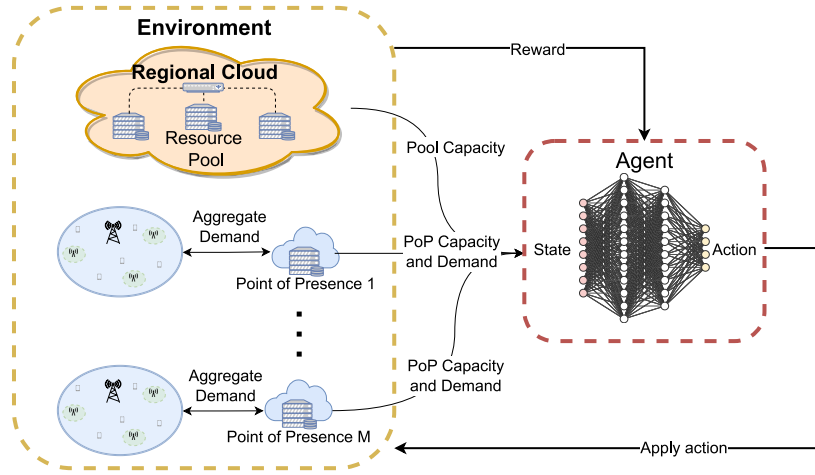 Environment
Regional Cloud
Resource
Pool
Reward
Pool Capacity
Agent
State
Action
Aggregate
Demand
Point of Presence 1
PoP Capacity
and Demand
Aggregate
Demand
Point of Presence M
PoP Capacity
and Demand
Apply action